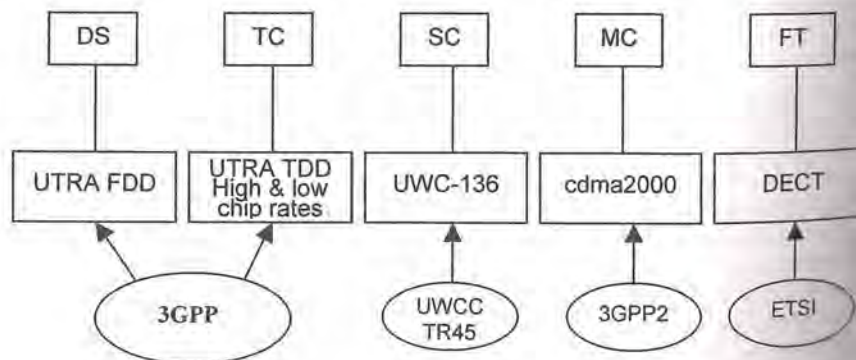 DS
TC
SC
MC
FT
UTRA FDD
UTRA TDD
High & low
chip rates
UWC-136
cdma2000
DECT
3GPP
UWCC
TR45
3GPP2
ETSI